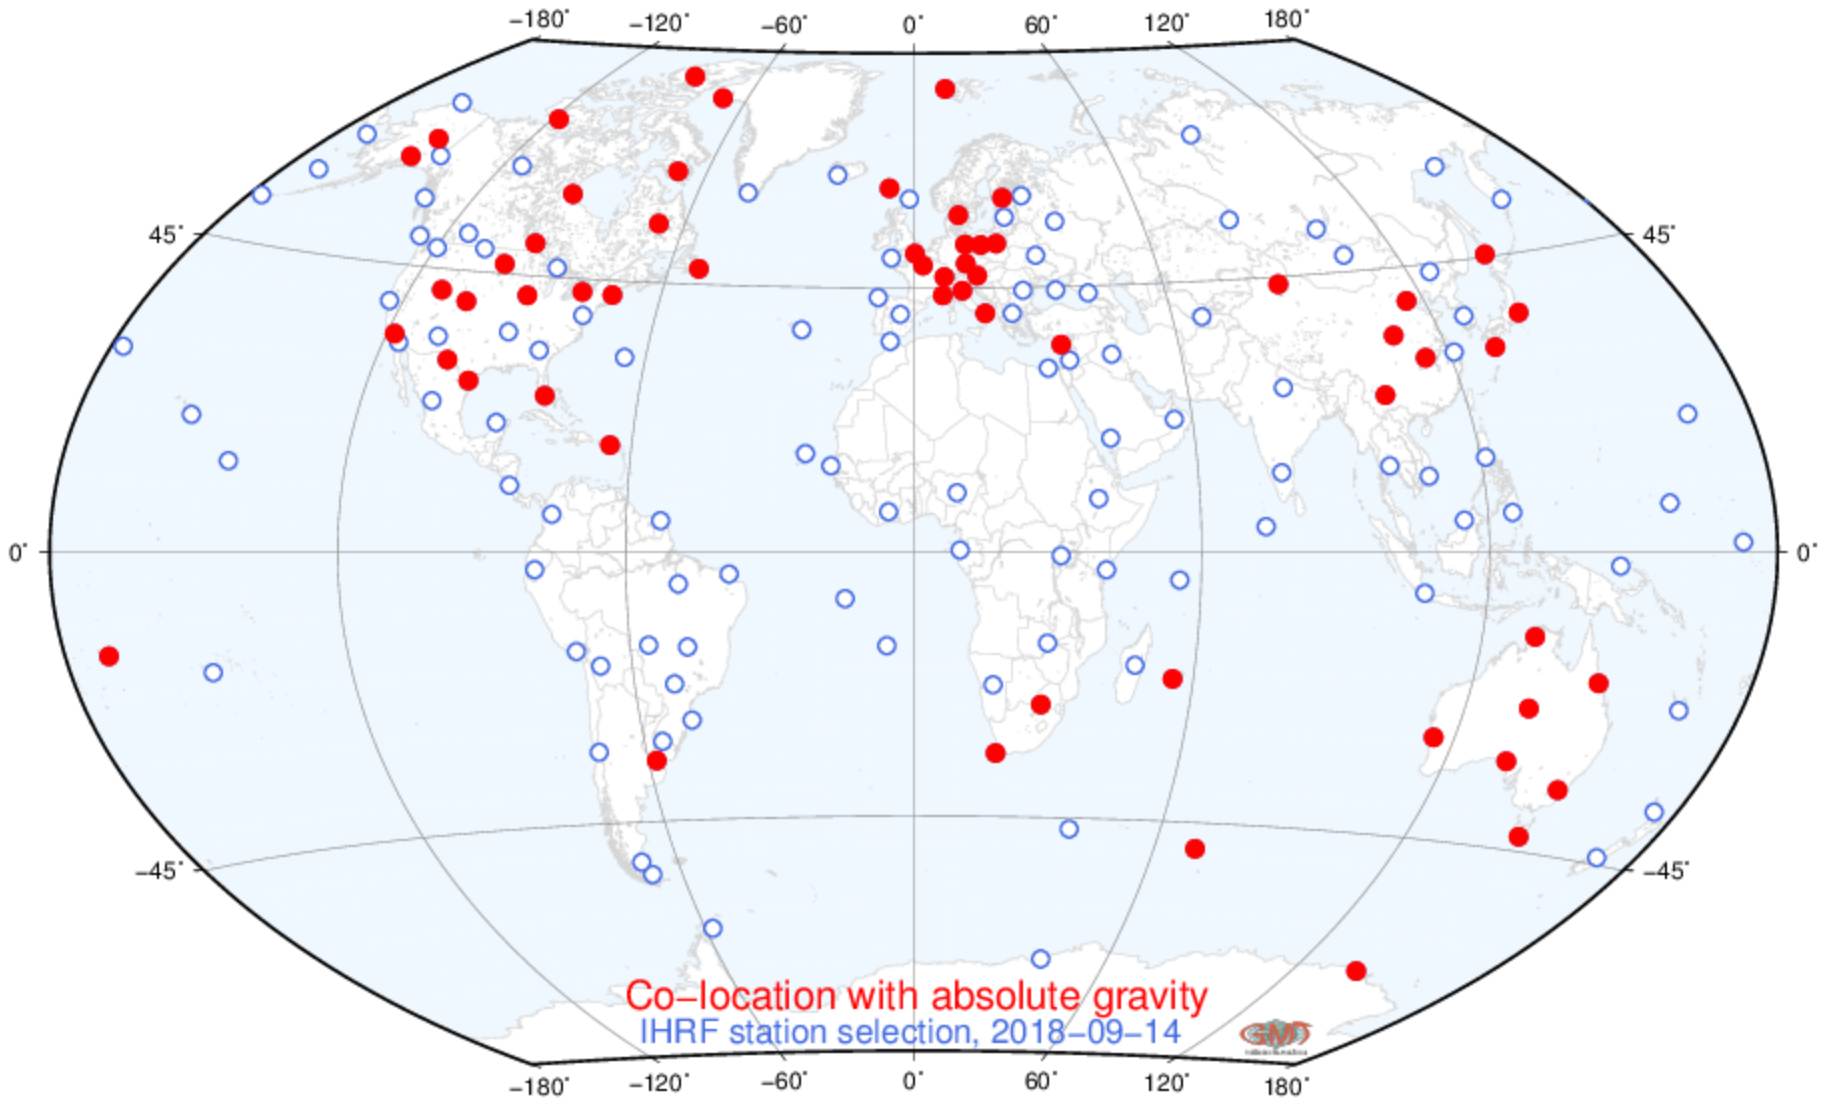 −180° −120° −60° 0° 60° 120° 180°
45° 45°
0° 0°
−45° −45°
Co−location with absolute gravity
IHRF station selection, 2018−09−14
GMT
−180° −120° −60° 0° 60° 120° 180°